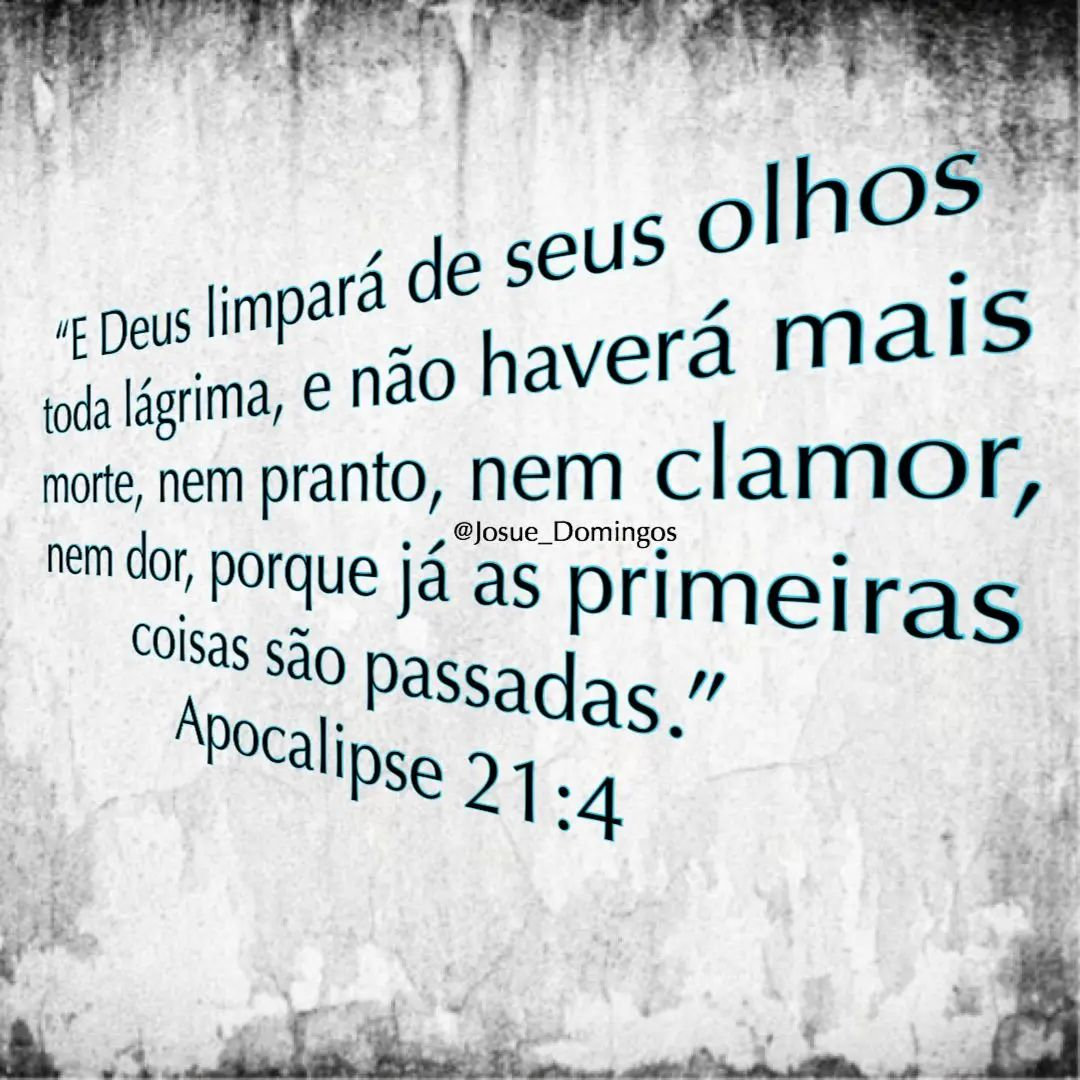 “E Deus limpará de seus olhos
toda lágrima, e não haverá mais
morte, nem pranto, nem clamor,
@Josue_Domingos
nem dor, porque já as primeiras
coisas são passadas.”
Apocalipse 21:4